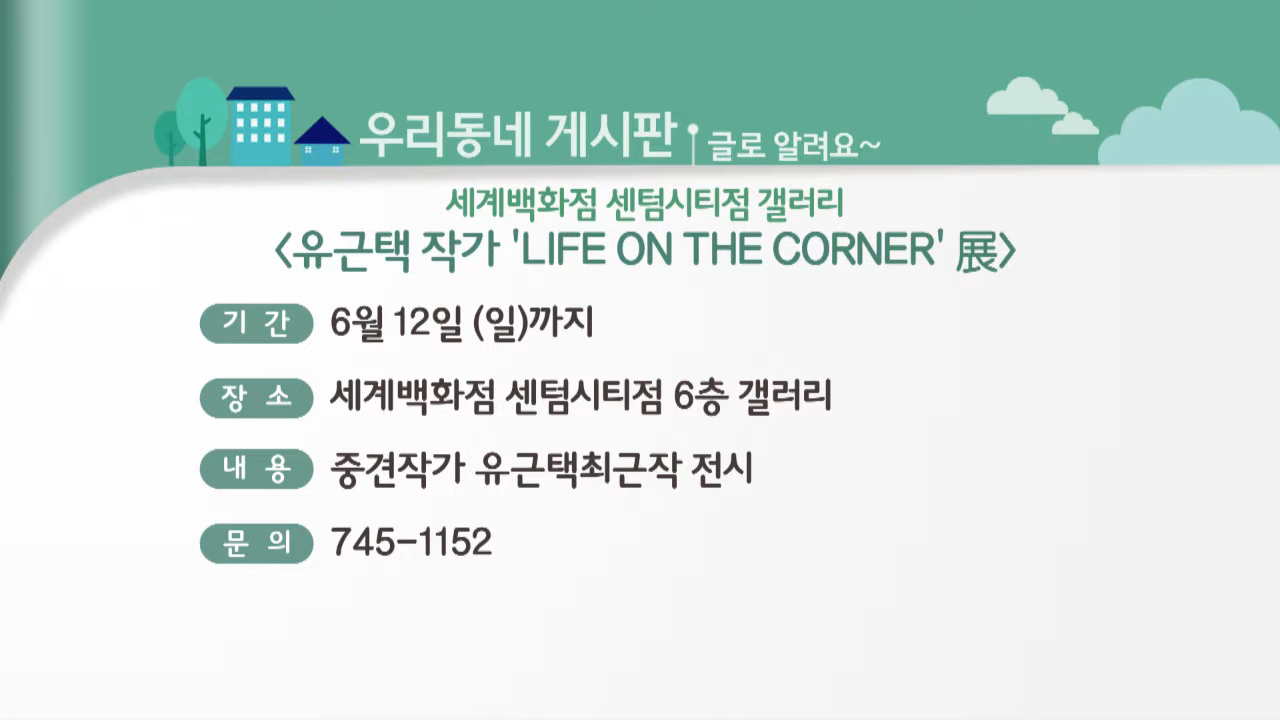 우리동네 게시판 글로 알려요~
세계백화점 센텀시티점 갤러리
<유근택 작가 'LIFE ON THE CORNER' 展>
기 간 6월 12일 (일)까지
장 소 세계백화점 센텀시티점 6층 갤러리
내 용 중견작가 유근택최근작 전시
문 의 745-1152